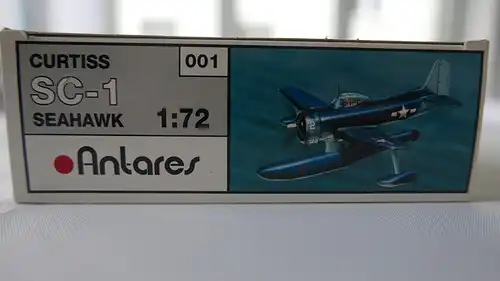 CURTISS
001
SC-1
SEAHAWK 1:72
Antares